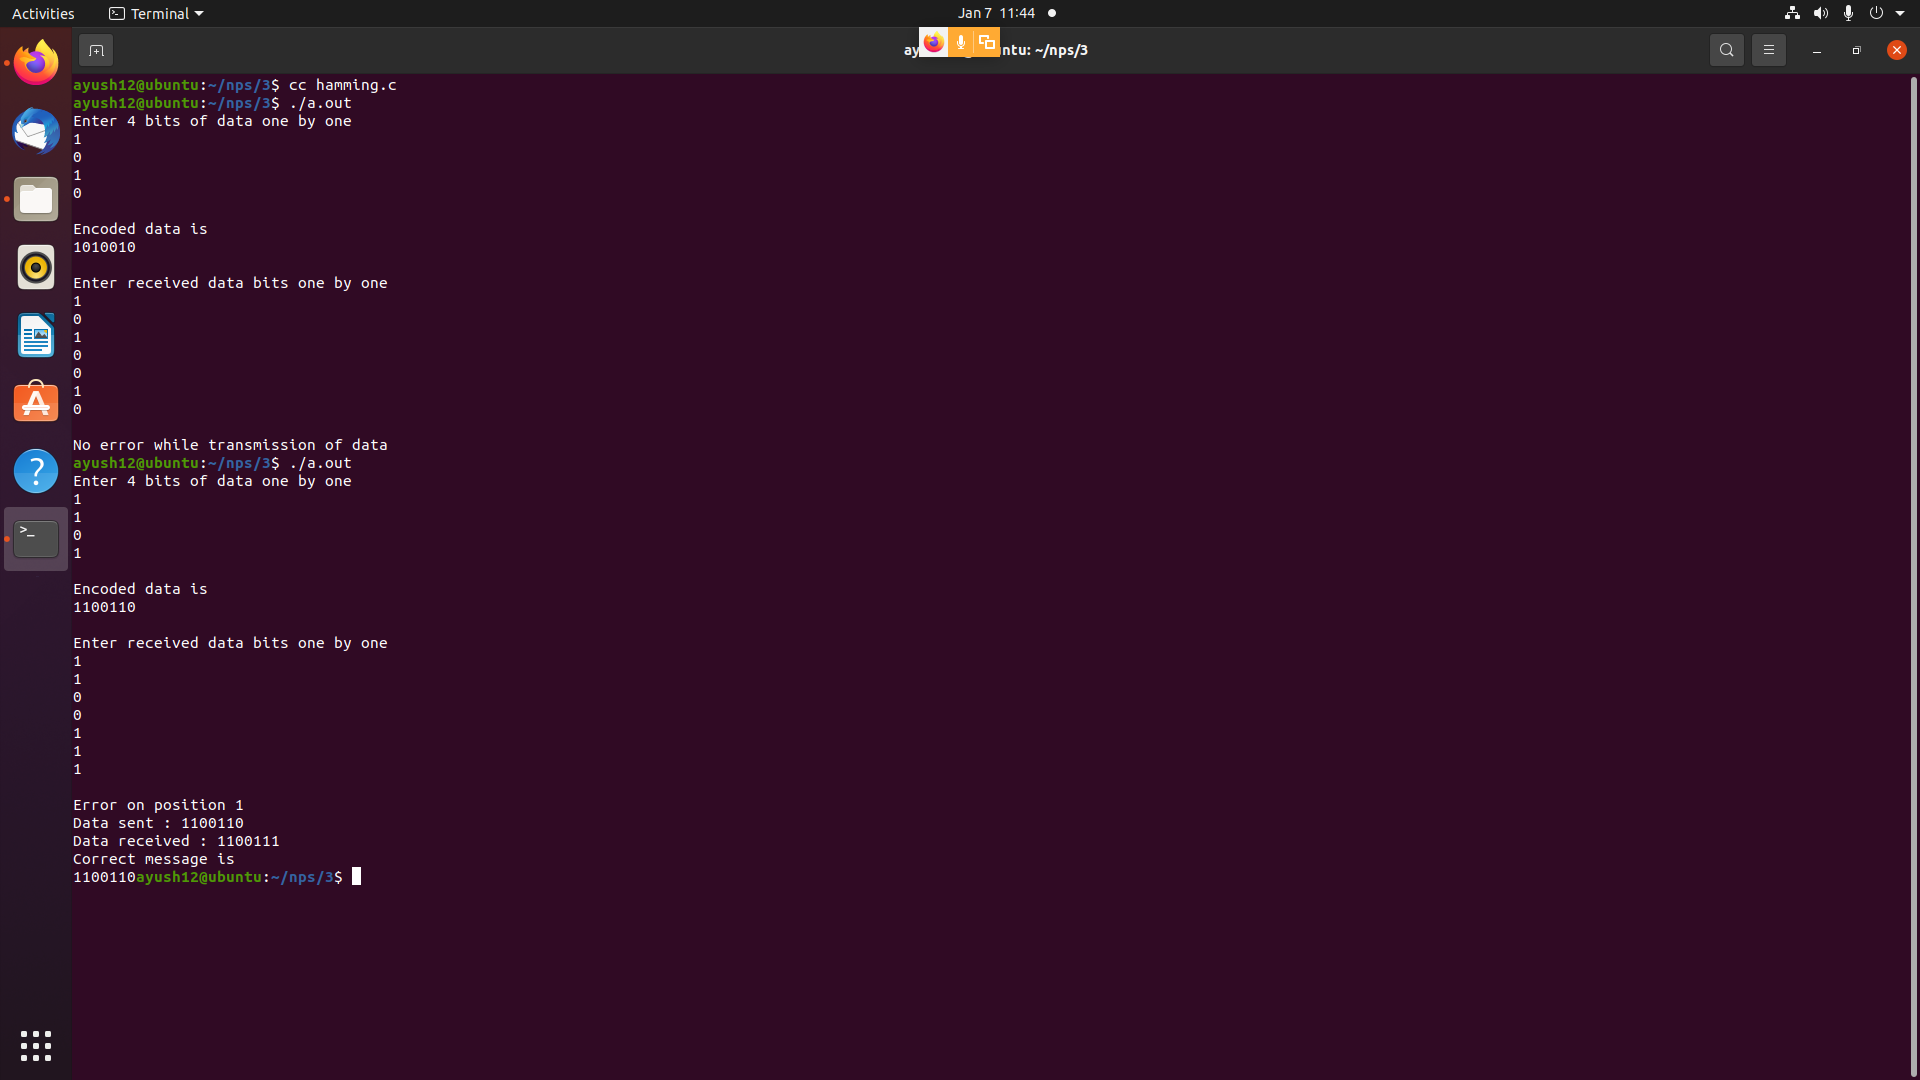 Activities
Terminal
Jan 7 11:44
ntu: ~/nps/3
ayush12@ubuntu:~/nps/3$ cc hamming.c
ayush12@ubuntu:~/nps/3$ ./a.out
Enter 4 bits of data one by one
1
0
1
0
Encoded data is
1010010
Enter received data bits one by one
1
0
1
0
0
1
0
No error while transmission of data
ayush12@ubuntu:~/nps/3$ ./a.out
Enter 4 bits of data one by one
1
1
0
1
Encoded data is
1100110
Enter received data bits one by one
1
1
0
0
1
1
1
Error on position 1
Data sent : 1100110
Data received : 1100111
Correct message is
1100110ayush12@ubuntu:~/nps/3$